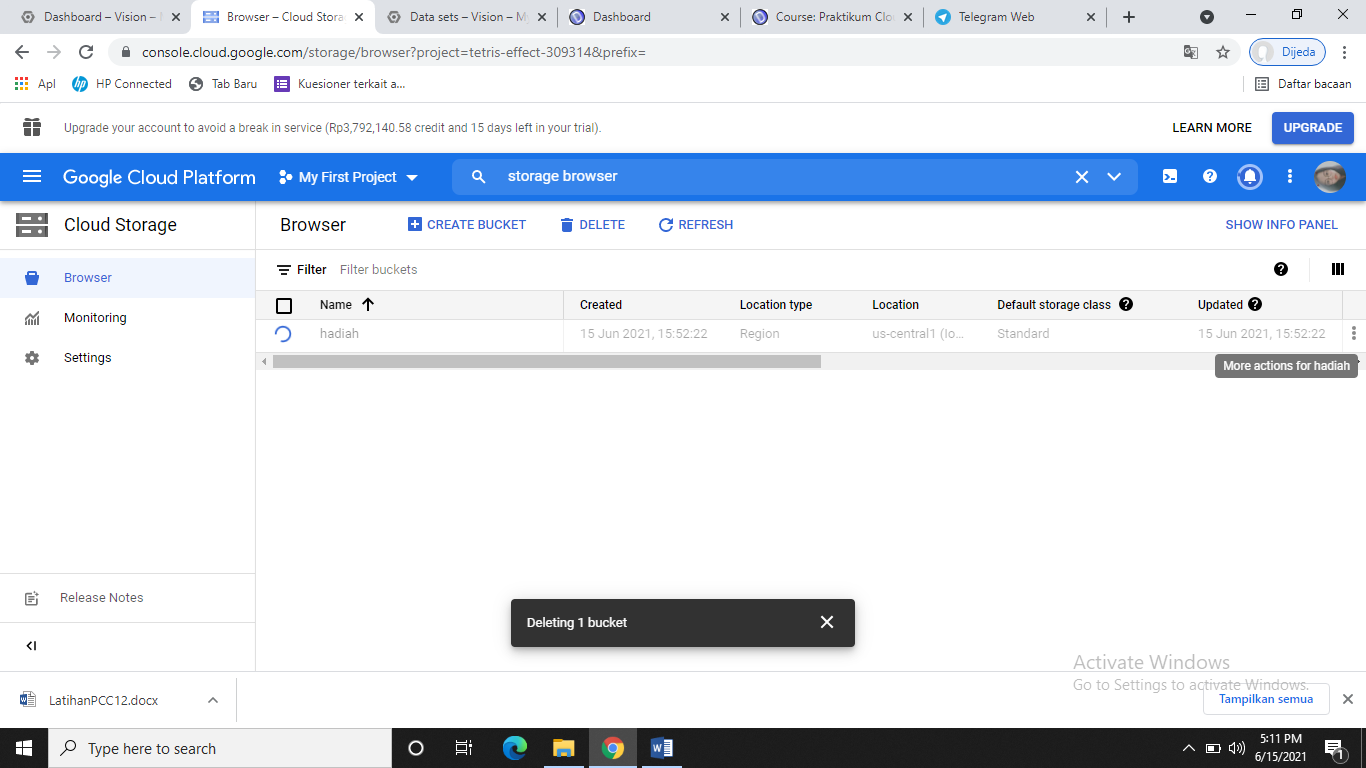 Dashboard – Vision –
Browser – Cloud Stora
Data sets – Vision – M
Dashboard
Course: Praktikum Clo
Telegram Web
console.cloud.google.com/storage/browser?project=tetris-effect-309314&prefix=
Dijeda
Apl
HP Connected
Tab Baru
Kuesioner terkait a...
Daftar bacaan
Upgrade your account to avoid a break in service (Rp3,792,140.58 credit and 15 days left in your trial).
LEARN MORE
UPGRADE
Google Cloud Platform
My First Project
storage browser
Cloud Storage
Browser
CREATE BUCKET
DELETE
REFRESH
SHOW INFO PANEL
Browser
Monitoring
Settings
Filter Filter buckets
Name
Created
Location type
Location
Default storage class
Updated
hadiah
15 Jun 2021, 15:52:22
Region
us-central1 (Io...
Standard
15 Jun 2021, 15:52:22
More actions for hadiah
Release Notes
Deleting 1 bucket
Activate Windows
Go to Settings to activate Windows.
LatihanPCC12.docx
Tampilkan semua
Type here to search
5:11 PM
6/15/2021
1